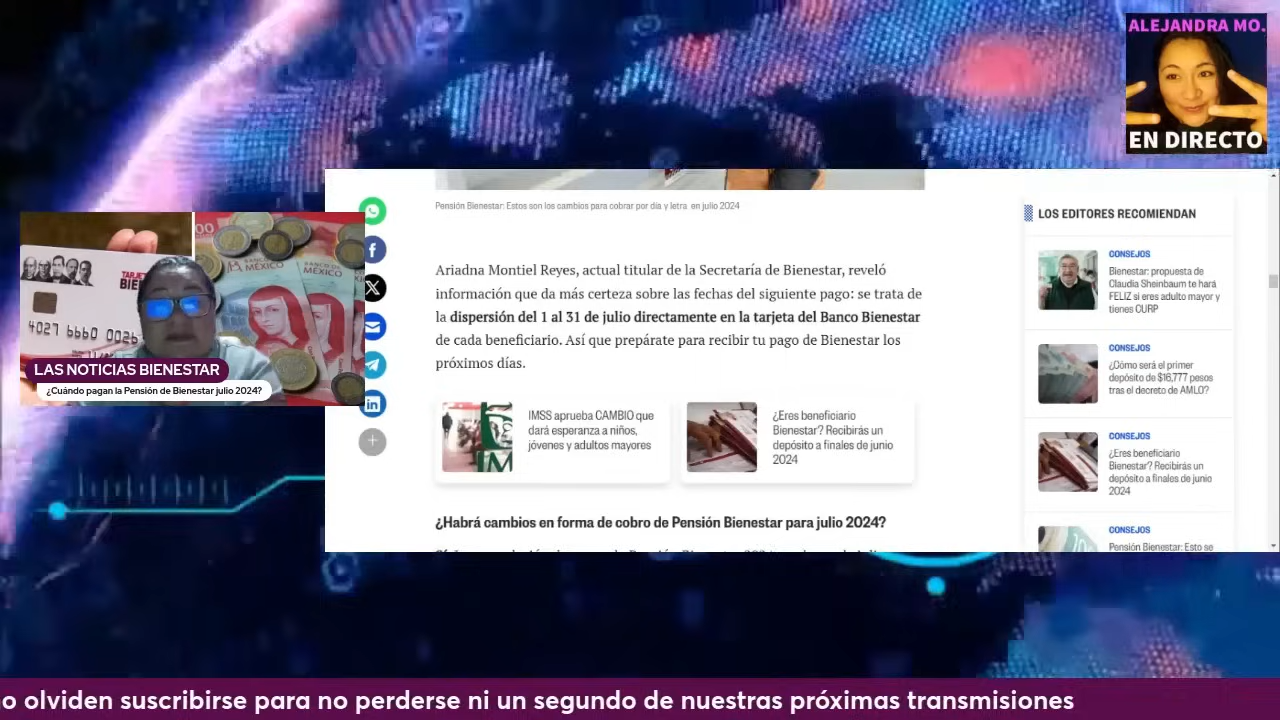 ALEJANDRA MO.
EN DIRECTO
Pensión Bienestar: Estos son los cambios para cobrar por día y letra en julio 2024
Ariadna Montiel Reyes, actual titular de la Secretaría de Bienestar, reveló
información que da más certeza sobre las fechas del siguiente pago: se trata de
la dispersión del 1 al 31 de julio directamente en la tarjeta del Banco Bienestar
de cada beneficiario. Así que prepárate para recibir tu pago de Bienestar los
próximos días.
IMSS aprueba CAMBIO que
dará esperanza a niños,
jóvenes y adultos mayores
¿Eres beneficiario
Bienestar? Recibirás un
depósito a finales de junio
2024
¿Habrá cambios en forma de cobro de Pensión Bienestar para julio 2024?
LOS EDITORES RECOMIENDAN
CONSEJOS
Bienestar: propuesta de
Claudia Sheinbaum te hará
FELIZ si eres adulto mayor y
tienes CURP
CONSEJOS
¿Cómo será el primer
depósito de $16,777 pesos
tras el decreto de AMLO?
CONSEJOS
¿Eres beneficiario
Bienestar? Recibirás un
depósito a finales de junio
2024
CONSEJOS
Pensión Bienestar: Esto se
BANCO DE MÉXICO
4027 6660 0026
LAS NOTICIAS BIENESTAR
¿Cuándo pagan la Pensión de Bienestar julio 2024?
no olviden suscribirse para no perderse ni un segundo de nuestras próximas transmisiones